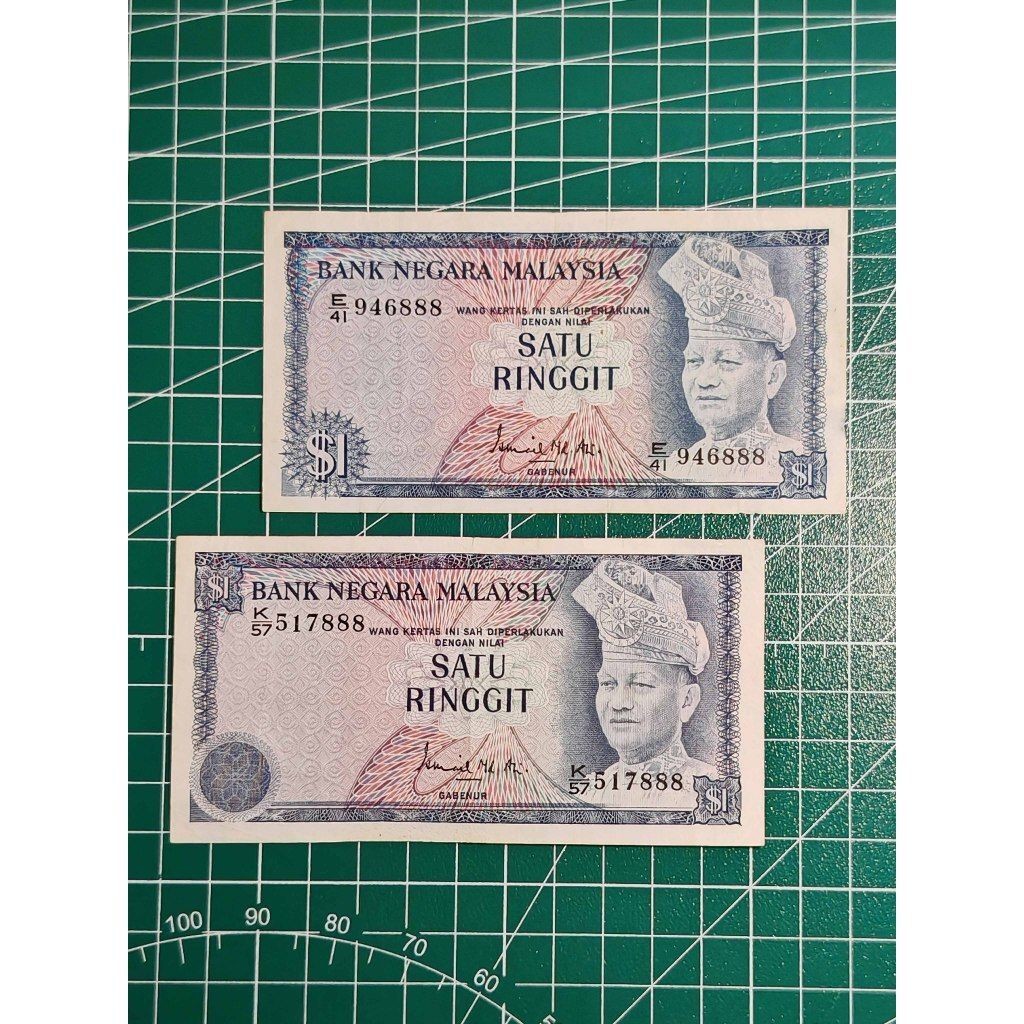 BANK NEGARA MALAYSIA
E/41 946888
WANG KERTAS INI SAH DIPERLAKUKAN
DENGAN NILAI
SATU
RINGGIT
$1
GABENUR
E/41 946888
$1
$1
BANK NEGARA MALAYSIA
K/57 517888
WANG KERTAS INI SAH DIPERLAKUKAN
DENGAN NILAI
SATU
RINGGIT
GABENUR
K/57 517888
$1
100 90 80 70 60